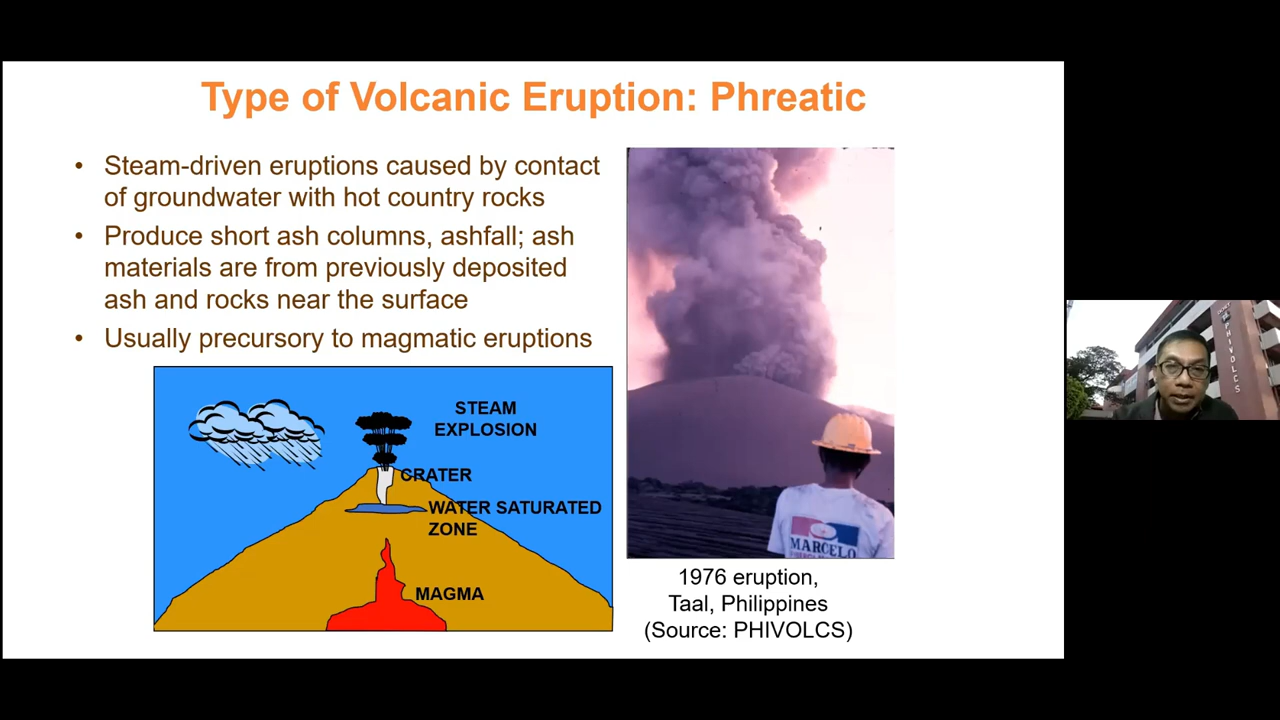 Type of Volcanic Eruption: Phreatic
• Steam-driven eruptions caused by contact
of groundwater with hot country rocks
• Produce short ash columns, ashfall; ash
materials are from previously deposited
ash and rocks near the surface
• Usually precursory to magmatic eruptions
STEAM
EXPLOSION
CRATER
WATER SATURATED
ZONE
MAGMA
MARCELO
1976 eruption,
Taal, Philippines
(Source: PHIVOLCS)
PHIVOLCS